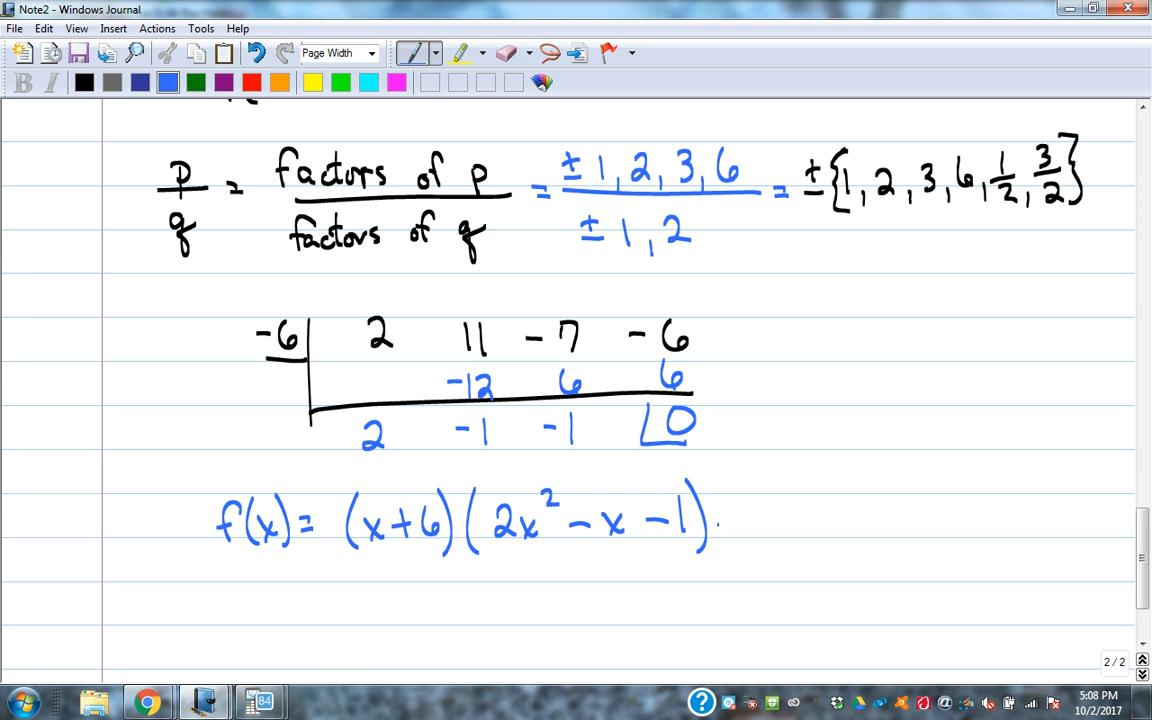 Note2 - Windows Journal
File Edit View Insert Actions Tools Help
Page Width
B I
p/q = factors of p / factors of q = ± 1, 2, 3, 6 / ± 1, 2 = ± {1, 2, 3, 6, 1/2, 3/2}
-6 | 2 11 - 7 - 6
-12 6 6
2 -1 -1 0
f(x) = (x+6)(2x² - x - 1)
2 / 2
84
5:08 PM
10/2/2017